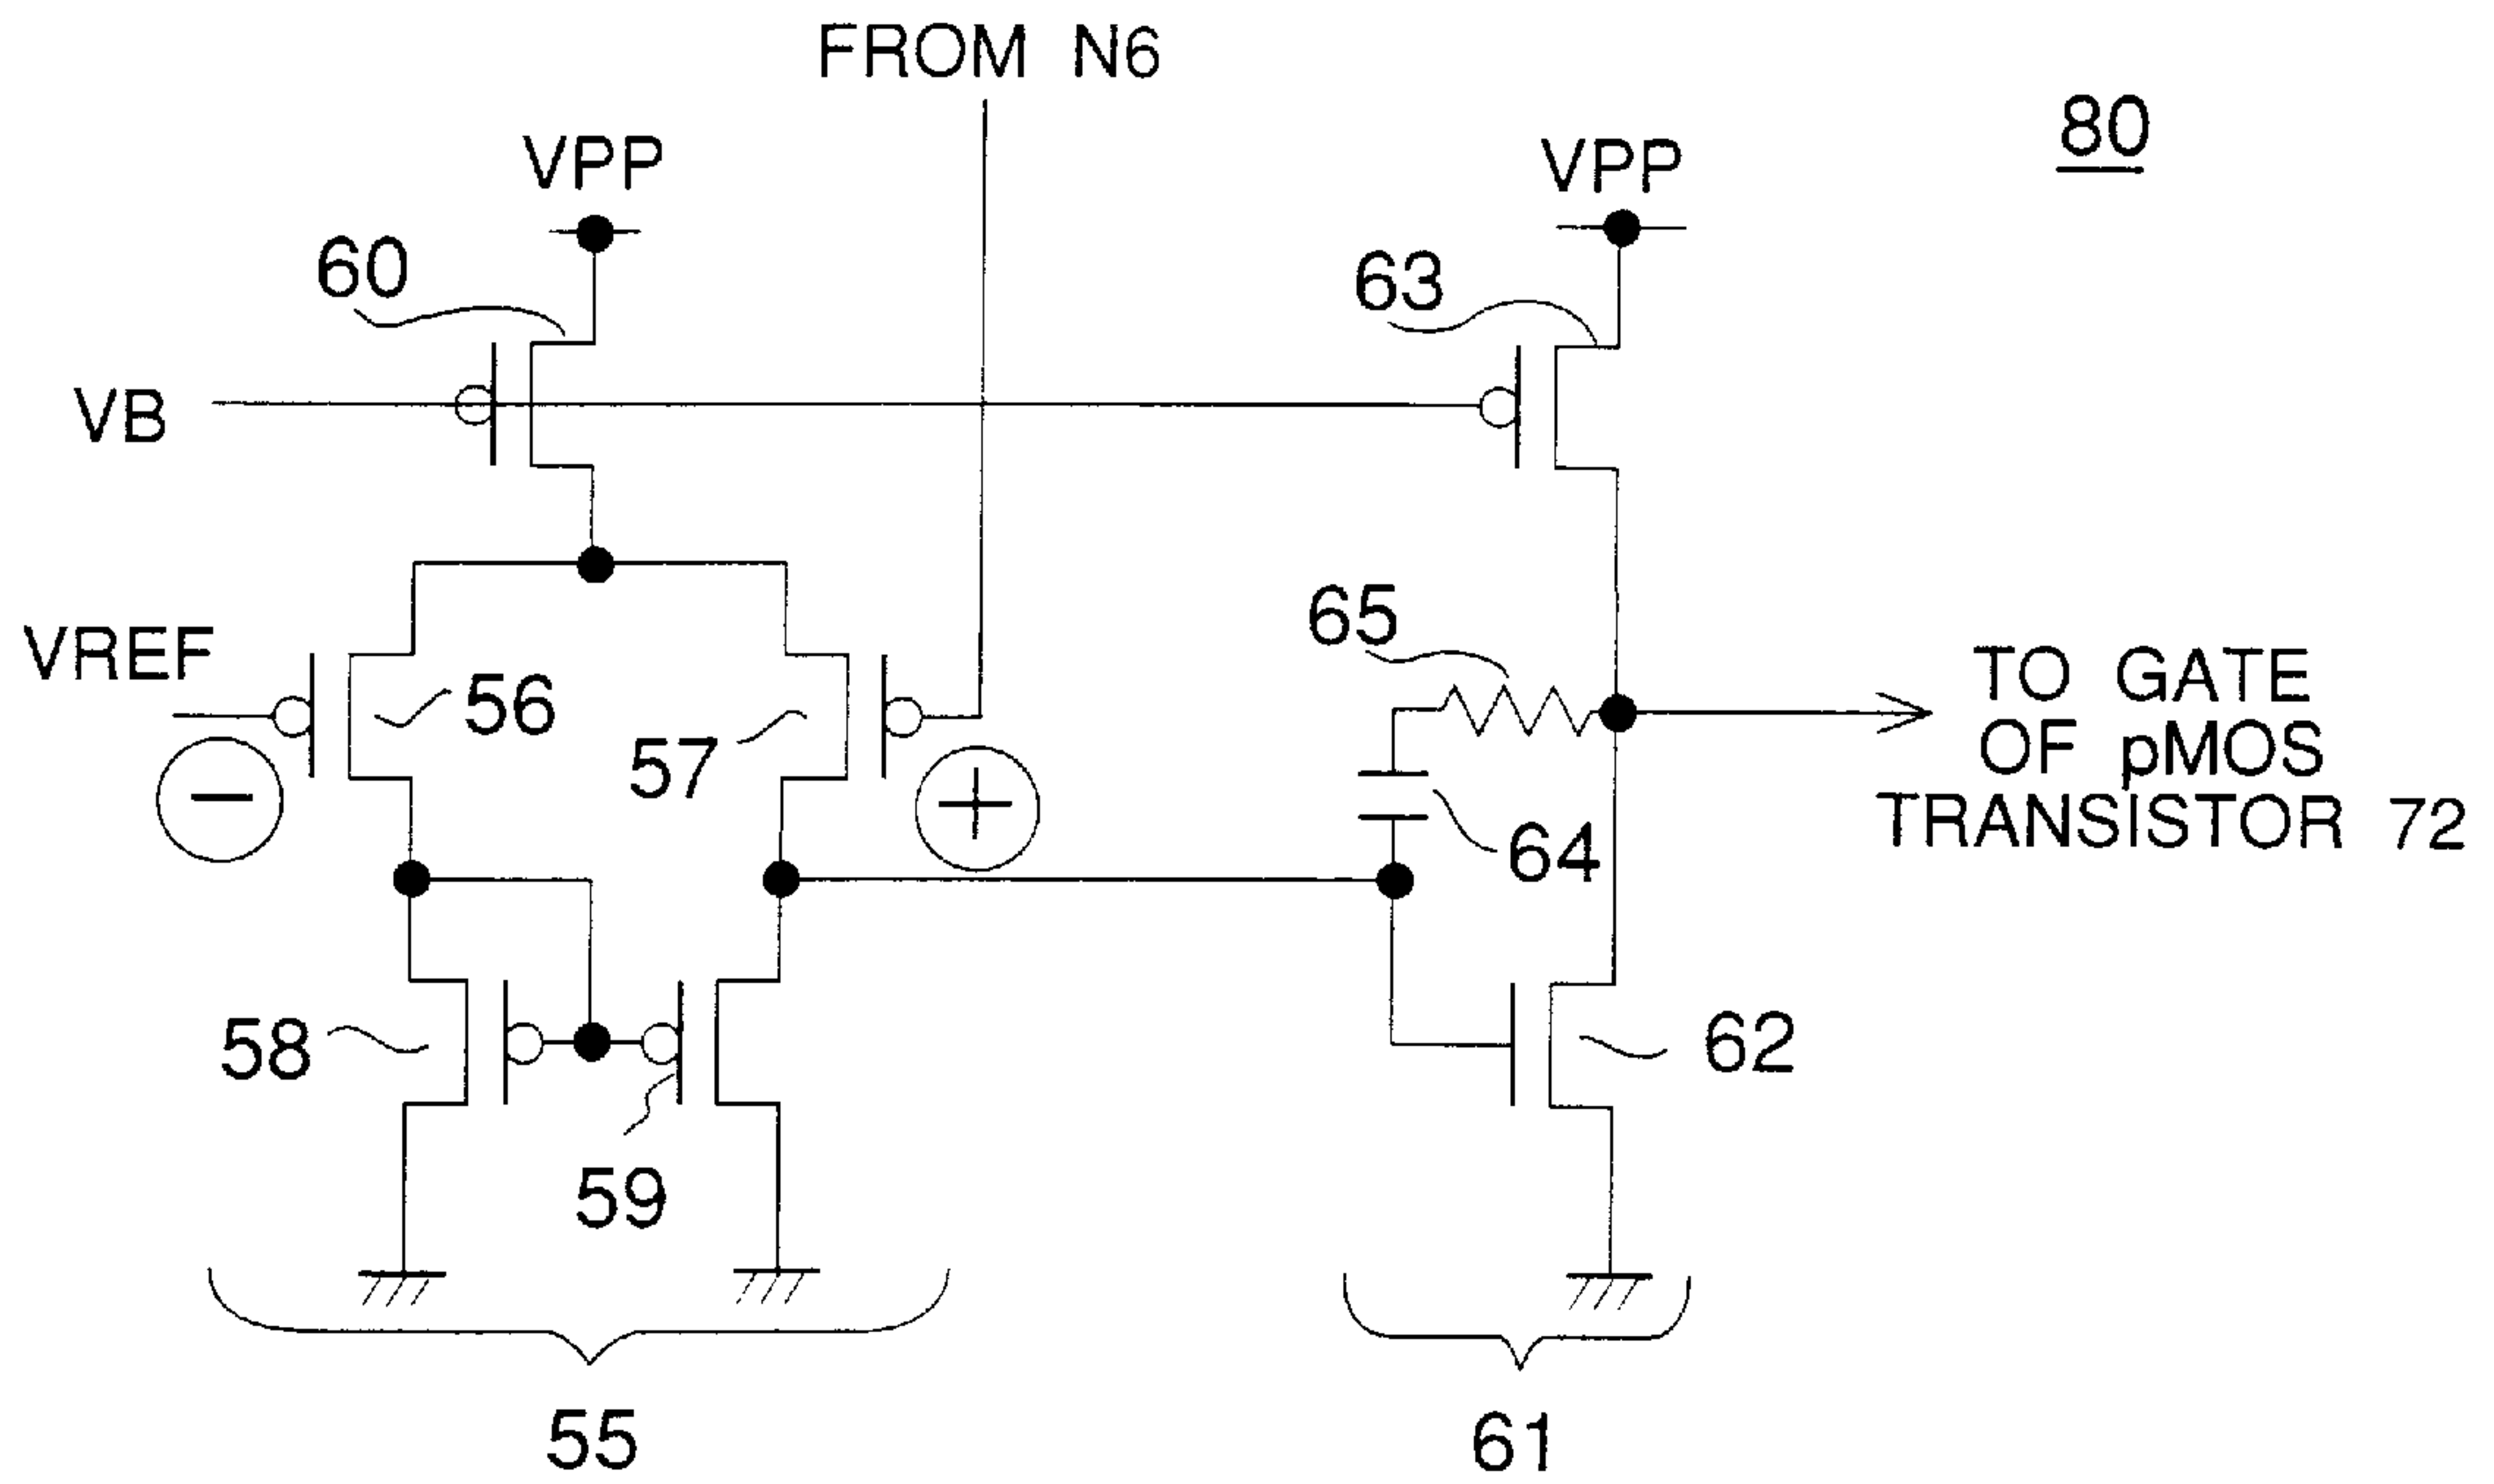 FROM N6
80
VPP
VPP
60
63
VB
65
VREF
56
57
TO GATE
OF pMOS
TRANSISTOR 72
−
+
64
58
62
59
55
61